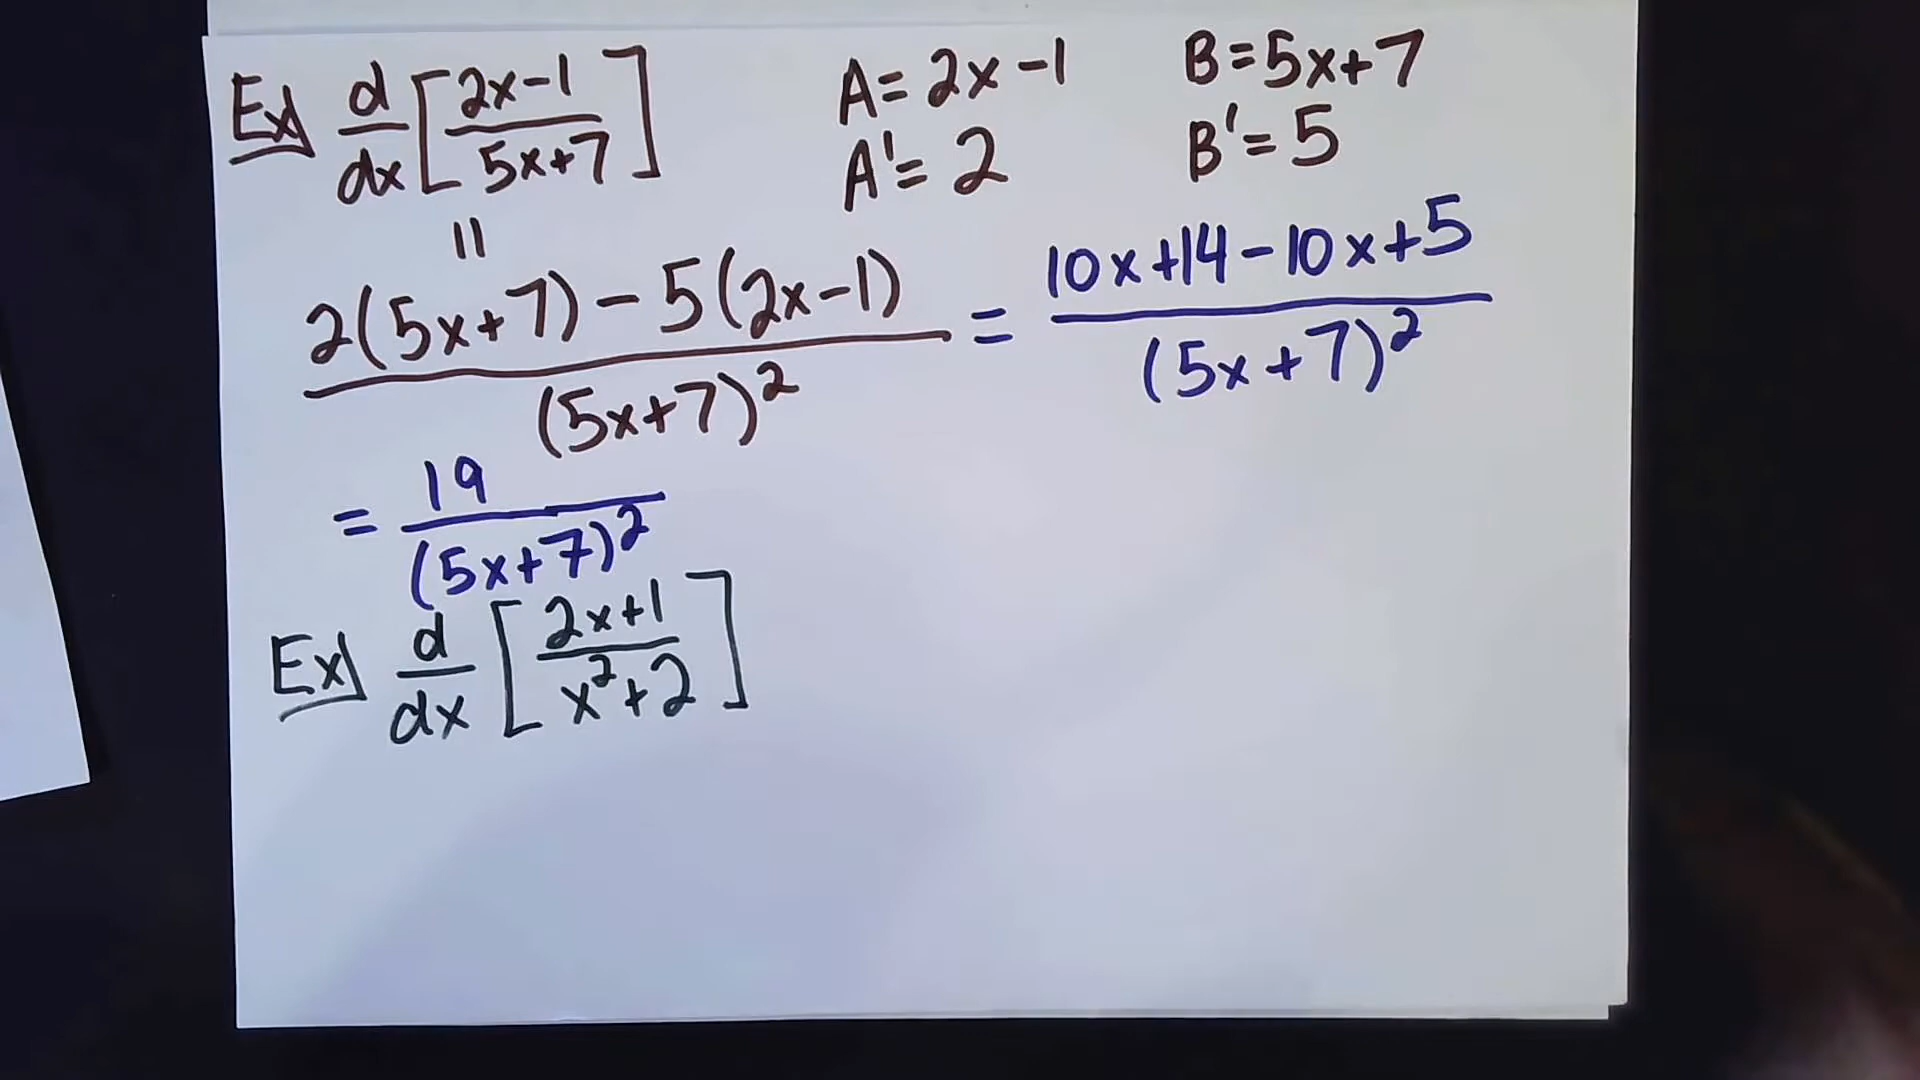 Ex) d/dx [(2x-1)/(5x+7)]   A=2x-1   B=5x+7
A'=2   B'=5
=
(2(5x+7)-5(2x-1))/(5x+7)² = (10x+14-10x+5)/(5x+7)²
= 19/(5x+7)²
Ex) d/dx [(2x+1)/(x²+2)]